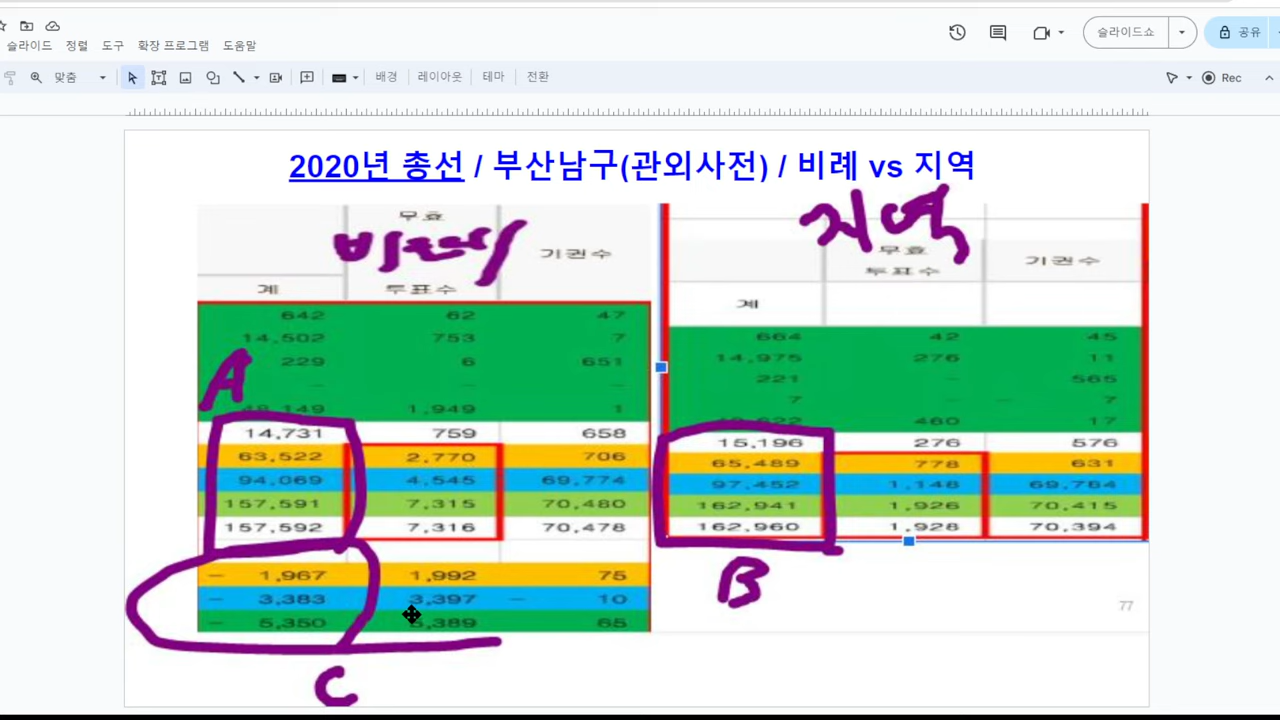 슬라이드 정렬 도구 확장 프로그램 도움말
슬라이드쇼
공유
맞춤
배경 레이아웃 테마 전환
Rec
2020년 총선 / 부산남구(관외사전) / 비례 vs 지역
비례
무효
기권수
계 투표수
642 62 47
14,502 753 7
229 6 651
– – –
149 1,949 1
14,731 759 658
63,522 2,770 706
94,069 4,545 69,774
157,591 7,315 70,480
157,592 7,316 70,478
– 1,967 1,992 75
– 3,383 3,397 – 10
– 5,350 5,389 65
A
C
지역
무효
투표수 기권수
계
664 42 45
14,975 276 11
221 – 565
7 – – 7
480 17
15,196 276 576
65,489 778 631
97,452 1,148 69,784
162,941 1,926 70,415
162,960 1,928 70,394
B
77